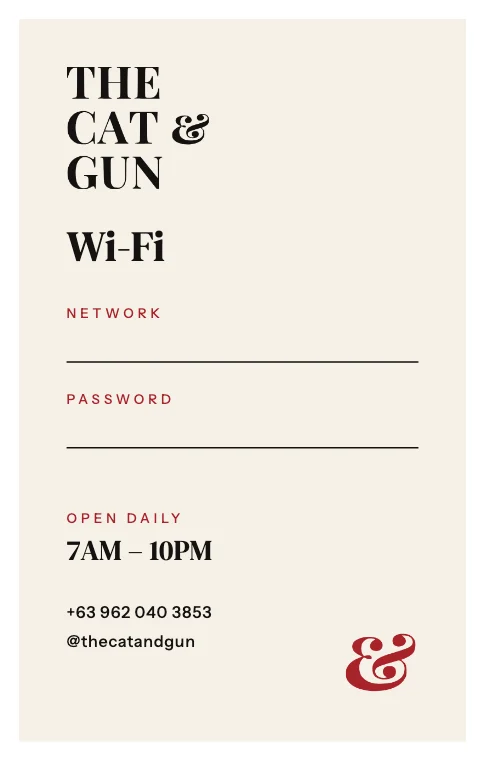 THE
CAT &
GUN
Wi-Fi
NETWORK
PASSWORD
OPEN DAILY
7AM – 10PM
+63 962 040 3853
@thecatandgun
&